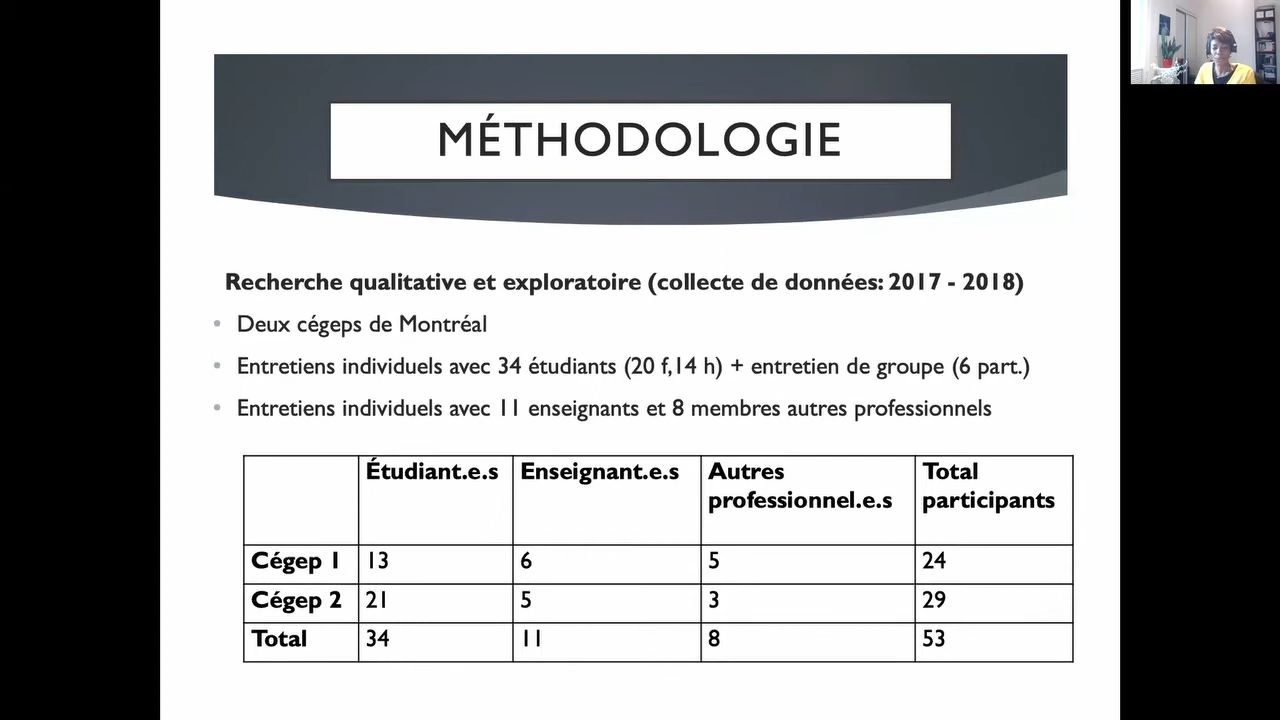 MÉTHODOLOGIE
Recherche qualitative et exploratoire (collecte de données: 2017 - 2018)
• Deux cégeps de Montréal
• Entretiens individuels avec 34 étudiants (20 f,14 h) + entretien de groupe (6 part.)
• Entretiens individuels avec 11 enseignants et 8 membres autres professionnels
Étudiant.e.s Enseignant.e.s Autres professionnel.e.s Total participants
Cégep 1 13 6 5 24
Cégep 2 21 5 3 29
Total 34 11 8 53